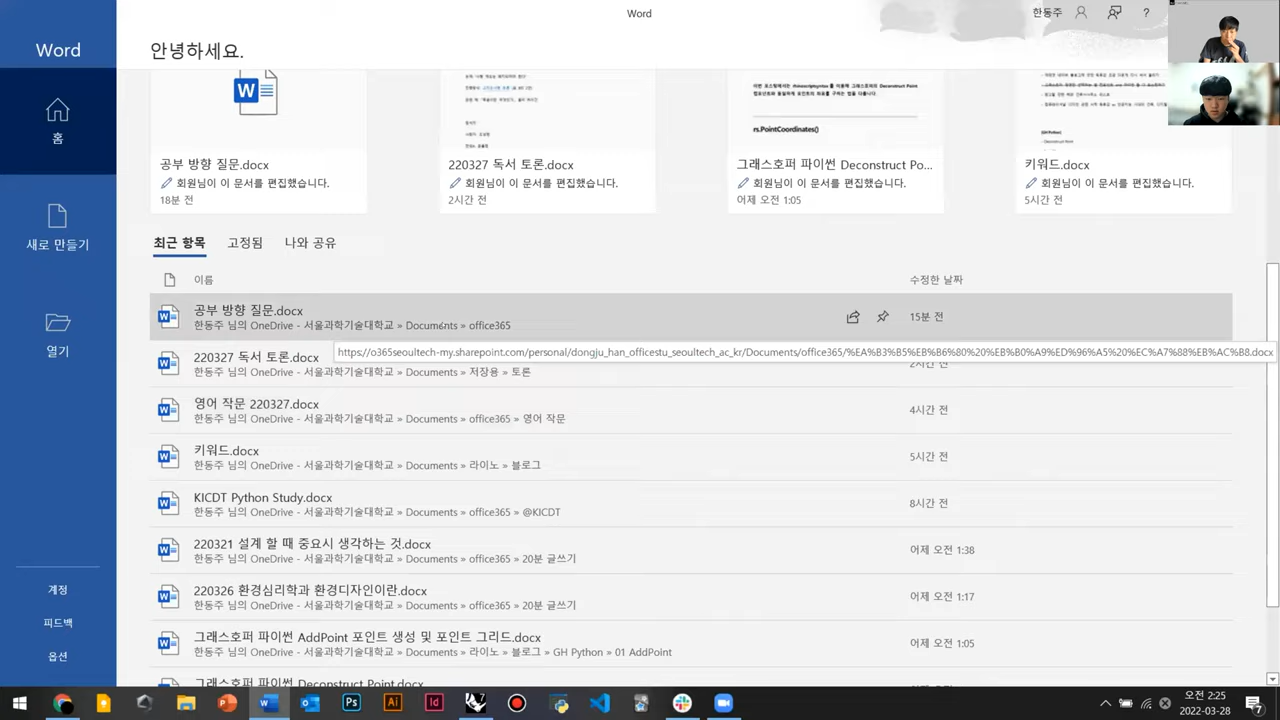 Word
한동주
?
Word
안녕하세요.
홈
새로 만들기
열기
계정
피드백
옵션
rs.PointCoordinates()
공부 방향 질문.docx
회원님이 이 문서를 편집했습니다.
18분 전
220327 독서 토론.docx
회원님이 이 문서를 편집했습니다.
2시간 전
그래스호퍼 파이썬 Deconstruct Po...
회원님이 이 문서를 편집했습니다.
어제 오전 1:05
키워드.docx
회원님이 이 문서를 편집했습니다.
5시간 전
최근 항목 고정됨 나와 공유
이름 수정한 날짜
공부 방향 질문.docx
한동주 님의 OneDrive - 서울과학기술대학교 » Documents » office365
15분 전
https://o365seoultech-my.sharepoint.com/personal/dongju_han_officestu_seoultech_ac_kr/Documents/office365/%EA%B3%B5%EB%B6%80%20%EB%B0%A9%ED%96%A5%20%EC%A7%88%EB%AC%B8.docx
220327 독서 토론.docx
한동주 님의 OneDrive - 서울과학기술대학교 » Documents » 저장용 » 토론
2시간 전
영어 작문 220327.docx
한동주 님의 OneDrive - 서울과학기술대학교 » Documents » office365 » 영어 작문
4시간 전
키워드.docx
한동주 님의 OneDrive - 서울과학기술대학교 » Documents » 라이노 » 블로그
5시간 전
KICDT Python Study.docx
한동주 님의 OneDrive - 서울과학기술대학교 » Documents » office365 » @KICDT
8시간 전
220321 설계 할 때 중요시 생각하는 것.docx
한동주 님의 OneDrive - 서울과학기술대학교 » Documents » office365 » 20분 글쓰기
어제 오전 1:38
220326 환경심리학과 환경디자인이란.docx
한동주 님의 OneDrive - 서울과학기술대학교 » Documents » office365 » 20분 글쓰기
어제 오전 1:17
그래스호퍼 파이썬 AddPoint 포인트 생성 및 포인트 그리드.docx
한동주 님의 OneDrive - 서울과학기술대학교 » Documents » 라이노 » 블로그 » GH Python » 01 AddPoint
어제 오전 1:05
그래스호퍼 파이썬 Deconstruct Point.docx
오전 2:25
2022-03-28